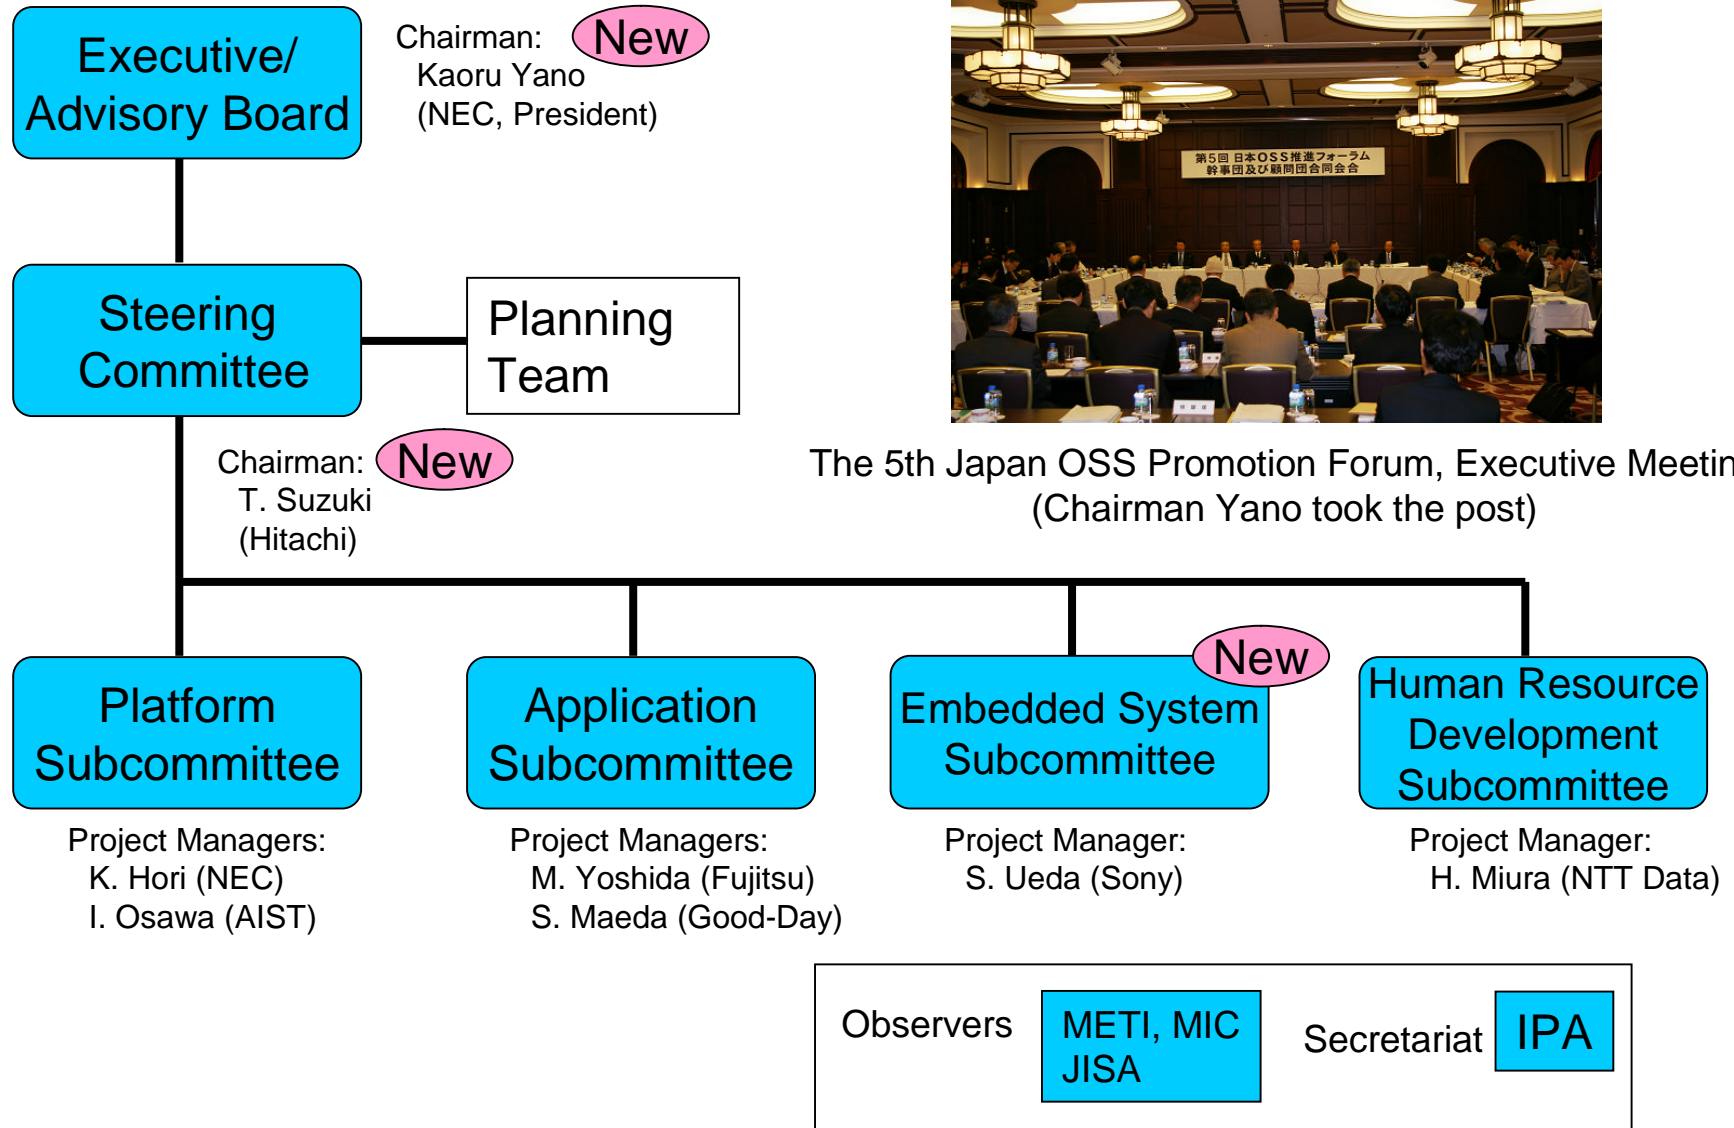 Executive/
Advisory Board
Chairman: New
Kaoru Yano
(NEC, President)
第5回 日本OSS推進フォーラム
幹事団及び顧問団合同会合
Steering
Committee
Planning
Team
Chairman: New
T. Suzuki
(Hitachi)
The 5th Japan OSS Promotion Forum, Executive Meetin
(Chairman Yano took the post)
Platform
Subcommittee
Project Managers:
K. Hori (NEC)
I. Osawa (AIST)
Application
Subcommittee
Project Managers:
M. Yoshida (Fujitsu)
S. Maeda (Good-Day)
New
Embedded System
Subcommittee
Project Manager:
S. Ueda (Sony)
Human Resource
Development
Subcommittee
Project Manager:
H. Miura (NTT Data)
Observers
METI, MIC
JISA
Secretariat
IPA